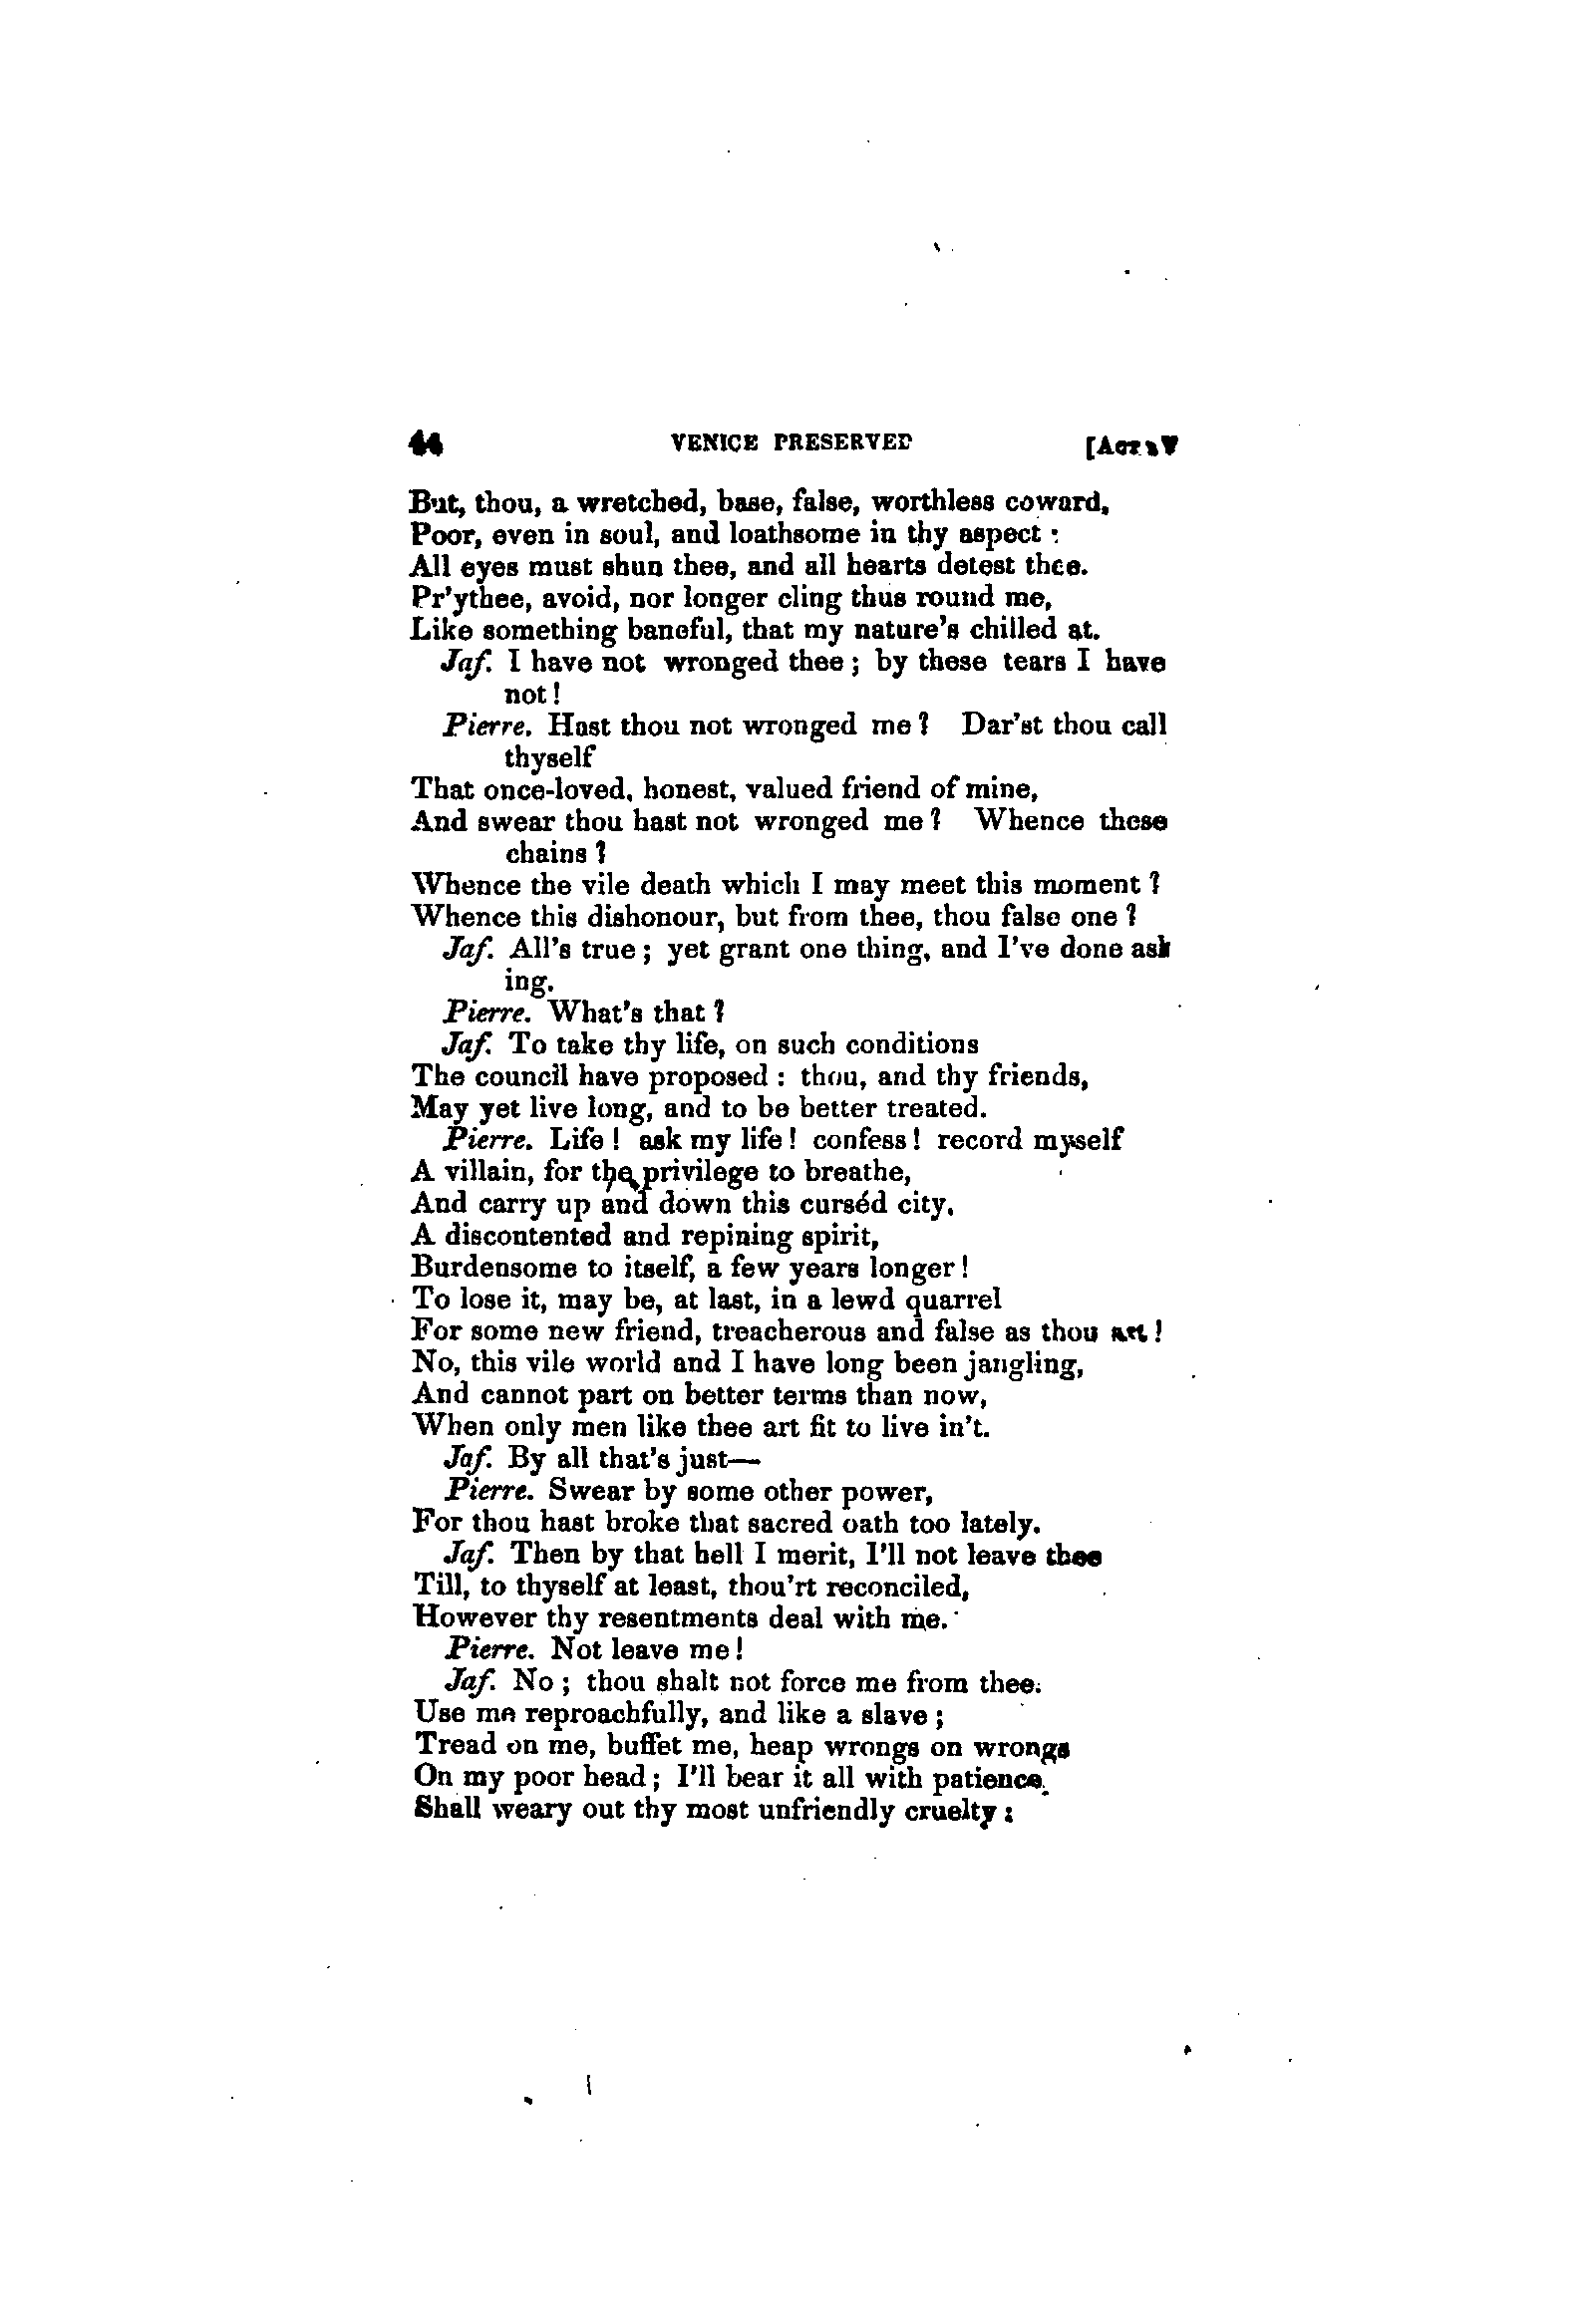 44 VENICE PRESERVED [ACT IV
But, thou, a wretched, base, false, worthless coward,
Poor, even in soul, and loathsome in thy aspect:
All eyes must shun thee, and all hearts detest thee.
Pr'ythee, avoid, nor longer cling thus round me,
Like something baneful, that my nature's chilled at.
Jaf. I have not wronged thee; by these tears I have
not!
Pierre. Hast thou not wronged me? Dar'st thou call
thyself
That once-loved, honest, valued friend of mine,
And swear thou hast not wronged me? Whence these
chains?
Whence the vile death which I may meet this moment?
Whence this dishonour, but from thee, thou false one?
Jaf. All's true; yet grant one thing, and I've done ask
ing.
Pierre. What's that?
Jaf. To take thy life, on such conditions
The council have proposed: thou, and thy friends,
May yet live long, and to be better treated.
Pierre. Life! ask my life! confess! record myself
A villain, for the privilege to breathe,
And carry up and down this curséd city,
A discontented and repining spirit,
Burdensome to itself, a few years longer!
To lose it, may be, at last, in a lewd quarrel
For some new friend, treacherous and false as thou art!
No, this vile world and I have long been jangling,
And cannot part on better terms than now,
When only men like thee art fit to live in't.
Jaf. By all that's just—
Pierre. Swear by some other power,
For thou hast broke that sacred oath too lately.
Jaf. Then by that hell I merit, I'll not leave thee
Till, to thyself at least, thou'rt reconciled,
However thy resentments deal with me.
Pierre. Not leave me!
Jaf. No; thou shalt not force me from thee.
Use me reproachfully, and like a slave;
Tread on me, buffet me, heap wrongs on wrongs
On my poor head; I'll bear it all with patience
Shall weary out thy most unfriendly cruelty: